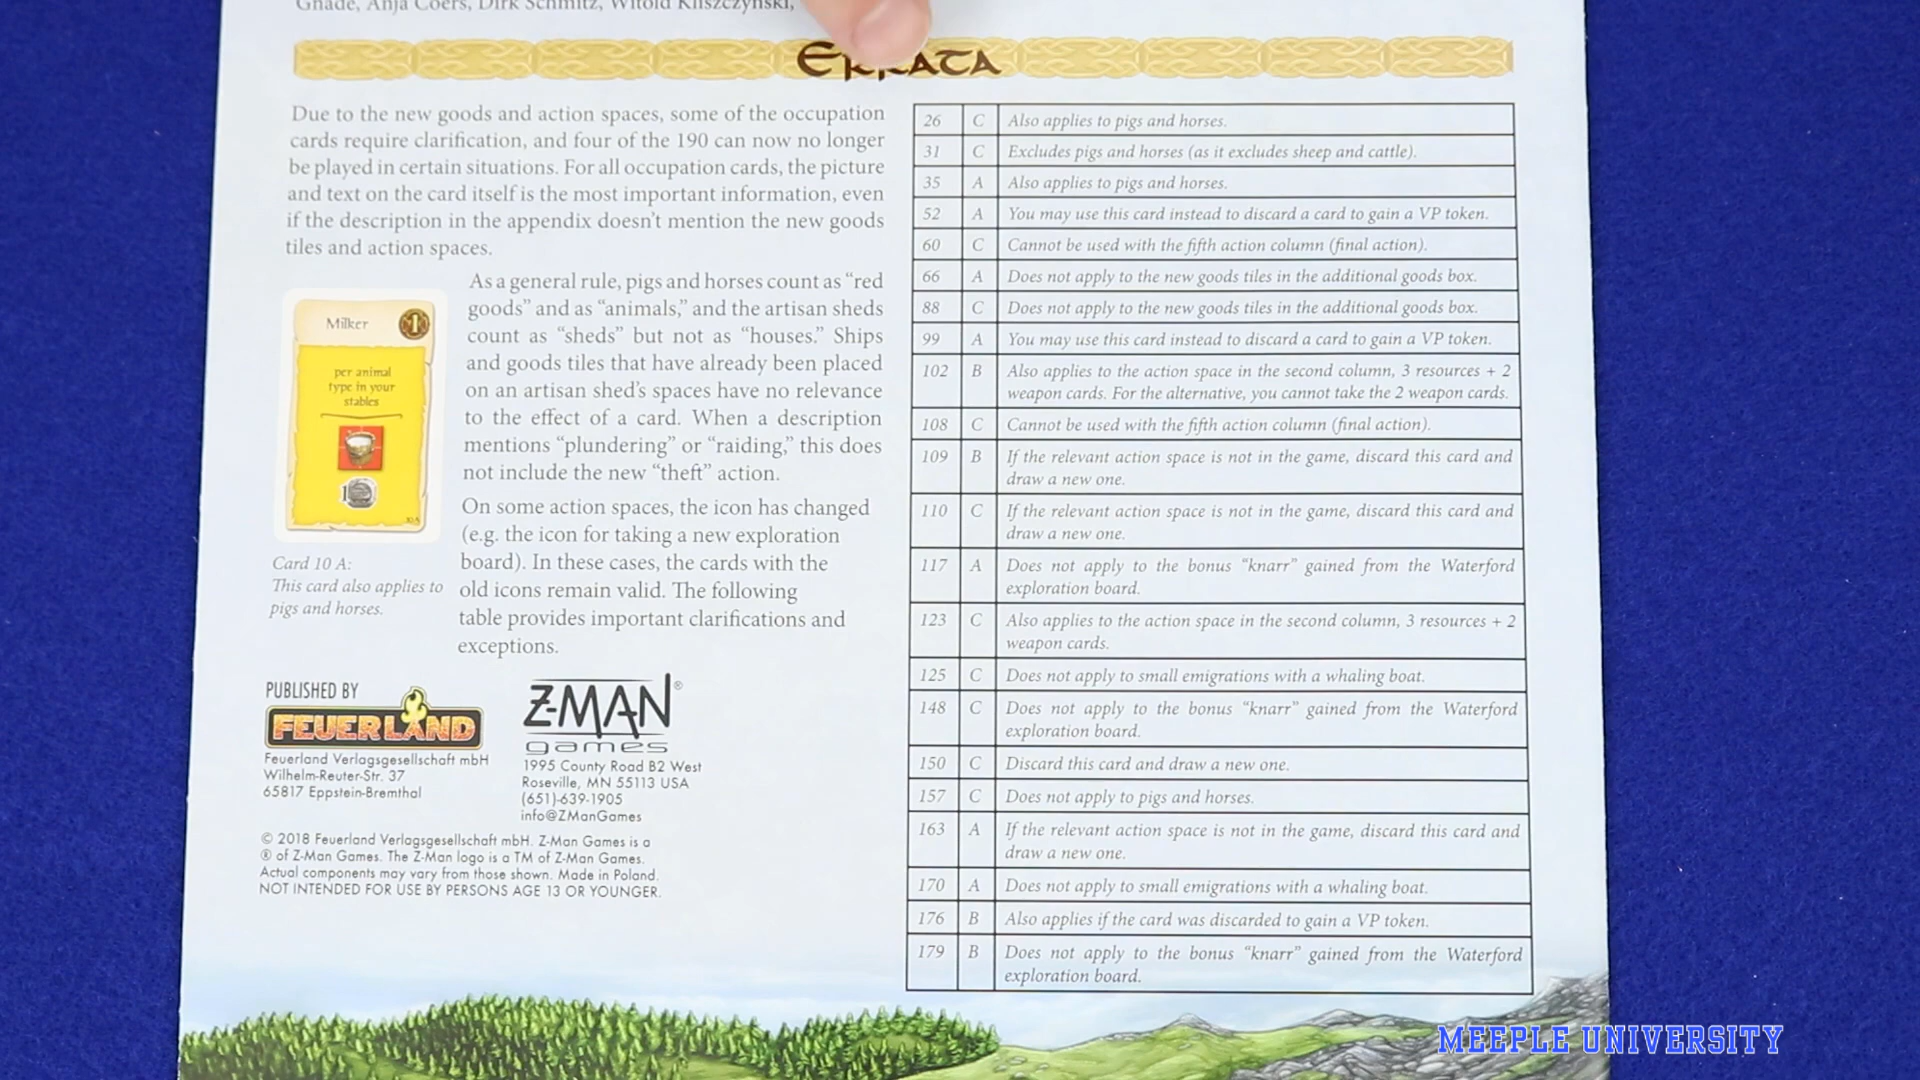 Gnade, Anja Coers, Dirk Schmitz, Witold Kliszczynski,
ERRATA
Due to the new goods and action spaces, some of the occupation
cards require clarification, and four of the 190 can now no longer
be played in certain situations. For all occupation cards, the picture
and text on the card itself is the most important information, even
if the description in the appendix doesn't mention the new goods
tiles and action spaces.
As a general rule, pigs and horses count as “red
goods” and as “animals,” and the artisan sheds
count as “sheds” but not as “houses.” Ships
and goods tiles that have already been placed
on an artisan shed's spaces have no relevance
to the effect of a card. When a description
mentions “plundering” or “raiding,” this does
not include the new “theft” action.
On some action spaces, the icon has changed
(e.g. the icon for taking a new exploration
board). In these cases, the cards with the
old icons remain valid. The following
table provides important clarifications and
exceptions.
Milker
1
per animal
type in your
stables
1
Card 10 A:
This card also applies to
pigs and horses.
PUBLISHED BY
FEUERLAND
Feuerland Verlagsgesellschaft mbH
Wilhelm-Reuter-Str. 37
65817 Eppstein-Bremthal
Z-MAN®
games
1995 County Road B2 West
Roseville, MN 55113 USA
(651)-639-1905
info@ZManGames
© 2018 Feuerland Verlagsgesellschaft mbH. Z-Man Games is a
® of Z-Man Games. The Z-Man logo is a TM of Z-Man Games.
Actual components may vary from those shown. Made in Poland.
NOT INTENDED FOR USE BY PERSONS AGE 13 OR YOUNGER.
26 C Also applies to pigs and horses.
31 C Excludes pigs and horses (as it excludes sheep and cattle).
35 A Also applies to pigs and horses.
52 A You may use this card instead to discard a card to gain a VP token.
60 C Cannot be used with the fifth action column (final action).
66 A Does not apply to the new goods tiles in the additional goods box.
88 C Does not apply to the new goods tiles in the additional goods box.
99 A You may use this card instead to discard a card to gain a VP token.
102 B Also applies to the action space in the second column, 3 resources + 2
weapon cards. For the alternative, you cannot take the 2 weapon cards.
108 C Cannot be used with the fifth action column (final action).
109 B If the relevant action space is not in the game, discard this card and
draw a new one.
110 C If the relevant action space is not in the game, discard this card and
draw a new one.
117 A Does not apply to the bonus “knarr” gained from the Waterford
exploration board.
123 C Also applies to the action space in the second column, 3 resources + 2
weapon cards.
125 C Does not apply to small emigrations with a whaling boat.
148 C Does not apply to the bonus “knarr” gained from the Waterford
exploration board.
150 C Discard this card and draw a new one.
157 C Does not apply to pigs and horses.
163 A If the relevant action space is not in the game, discard this card and
draw a new one.
170 A Does not apply to small emigrations with a whaling boat.
176 B Also applies if the card was discarded to gain a VP token.
179 B Does not apply to the bonus “knarr” gained from the Waterford
exploration board.
MEEPLE UNIVERSITY